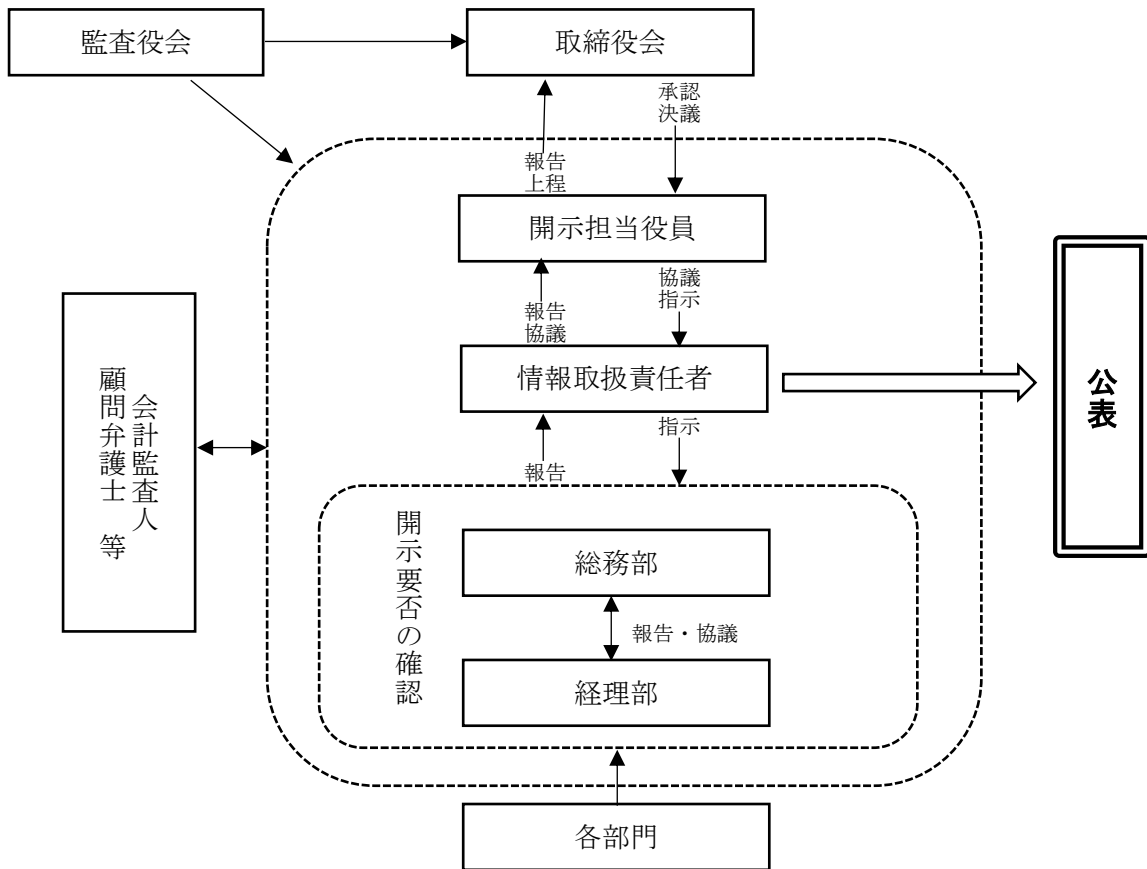 監査役会
取締役会
承認
決議
報告
上程
開示担当役員
協議
指示
報告
協議
情報取扱責任者
公表
会計監査人
顧問弁護士 等
指示
報告
開示要否の確認
総務部
報告・協議
経理部
各部門